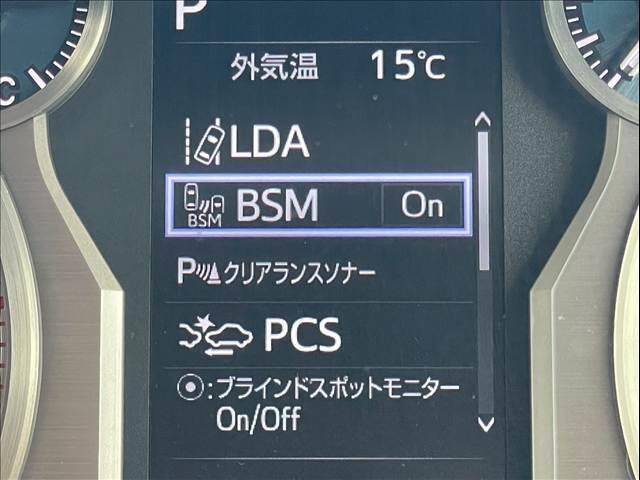 P
外気温 15℃
LDA
BSM BSM On
P クリアランスソナー
PCS
:ブラインドスポットモニター
On/Off
C